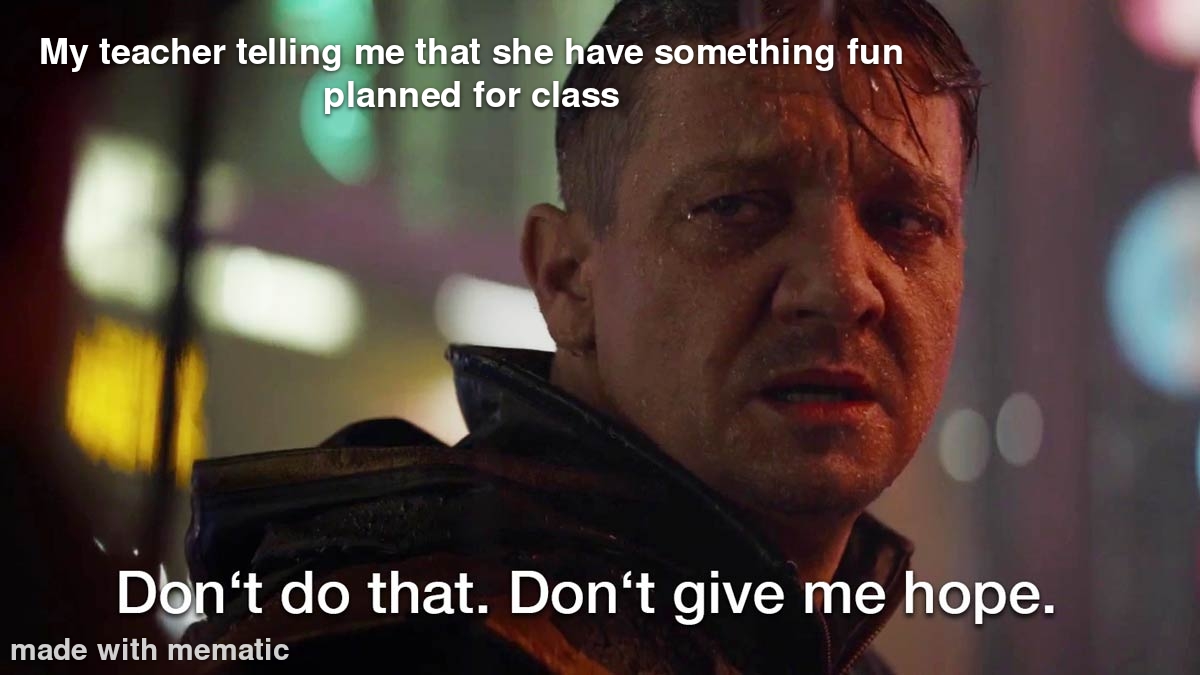 My teacher telling me that she have something fun
planned for class
Don‘t do that. Don‘t give me hope.
made with mematic